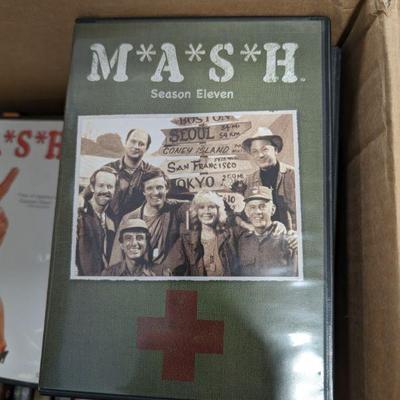 M*A*S*H
Season Eleven
BOSTON
SEOUL
CONEY ISLAND
SAN FRANCISCO
TOKYO
*S*H